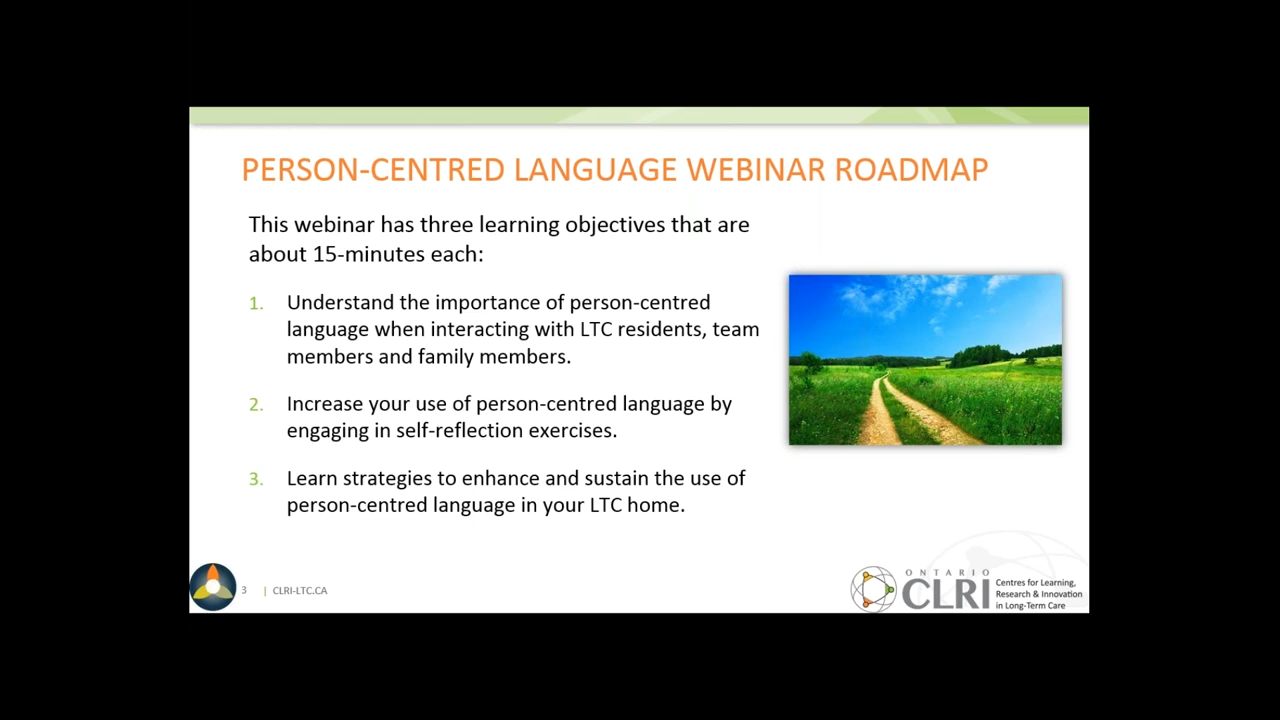 PERSON-CENTRED LANGUAGE WEBINAR ROADMAP
This webinar has three learning objectives that are
about 15-minutes each:
1. Understand the importance of person-centred
language when interacting with LTC residents, team
members and family members.
2. Increase your use of person-centred language by
engaging in self-reflection exercises.
3. Learn strategies to enhance and sustain the use of
person-centred language in your LTC home.
3 | CLRI-LTC.CA
ONTARIO
CLRI
Centres for Learning,
Research & Innovation
in Long-Term Care